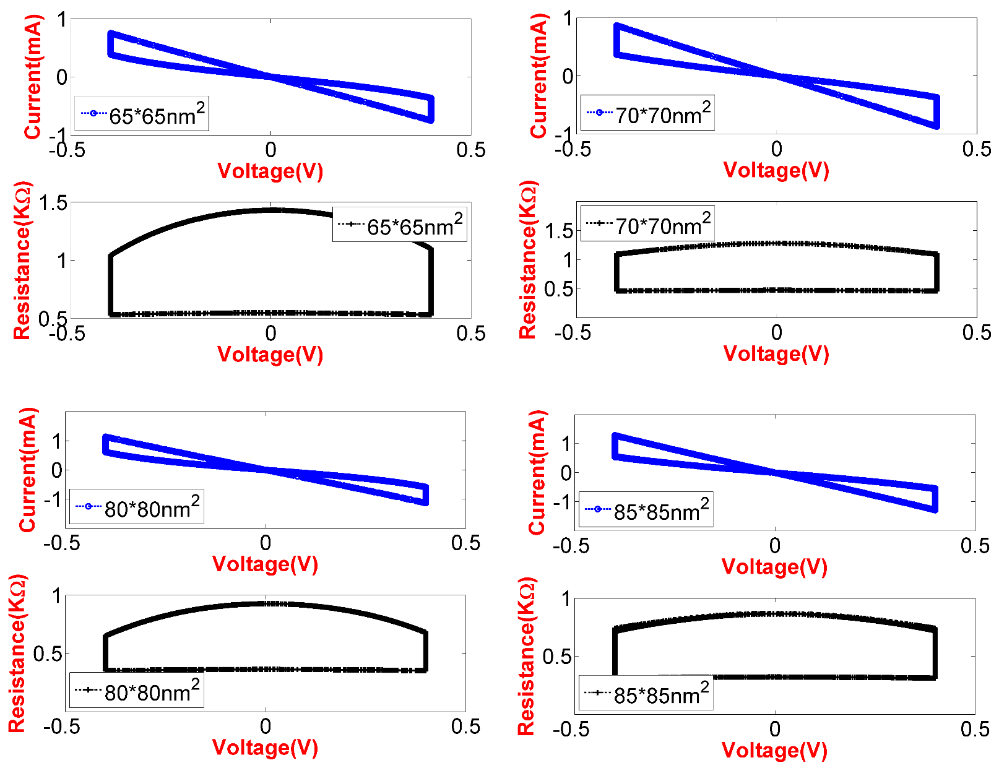 Current(mA)
1
0
-1
-0.5
0
0.5
65*65nm²
Voltage(V)
Current(mA)
1
0
-1
-0.5
0
0.5
70*70nm²
Voltage(V)
Resistance(KΩ)
1.5
1
0.5
-0.5
0
0.5
65*65nm²
Voltage(V)
Resistance(KΩ)
1.5
1
0.5
-0.5
0
0.5
70*70nm²
Voltage(V)
Current(mA)
1
0
-1
-0.5
0
0.5
80*80nm²
Voltage(V)
Current(mA)
1
0
-1
-0.5
0
0.5
85*85nm²
Voltage(V)
Resistance(KΩ)
1
0.5
-0.5
0
0.5
80*80nm²
Voltage(V)
Resistance(KΩ)
1
0.5
-0.5
0
0.5
85*85nm²
Voltage(V)